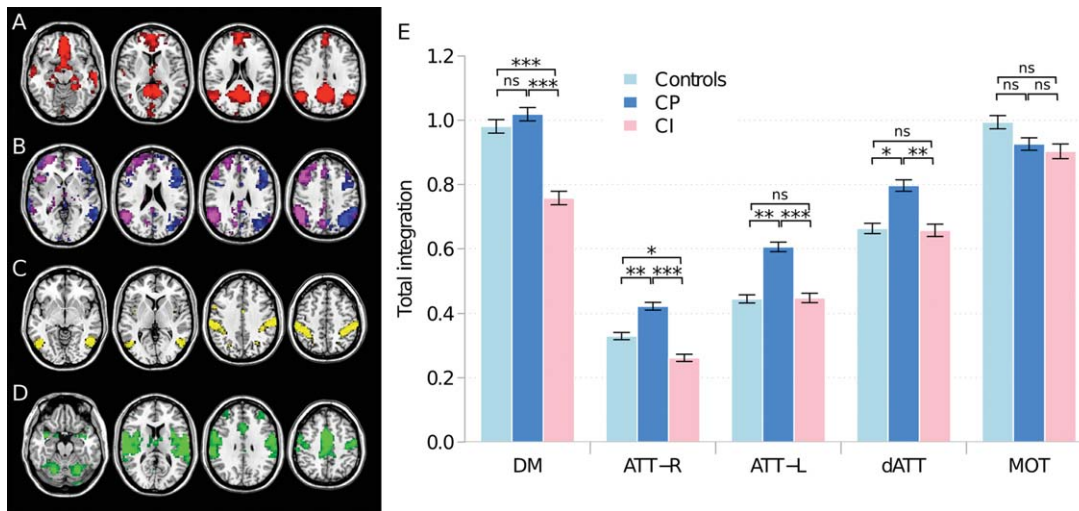 A
B
C
D
E
Total integration
1.2
1.0
0.8
0.6
0.4
0.2
0.0
Controls
CP
CI
***
ns ***
*
** ***
ns
** ***
ns
* **
ns
ns ns
DM ATT–R ATT–L dATT MOT